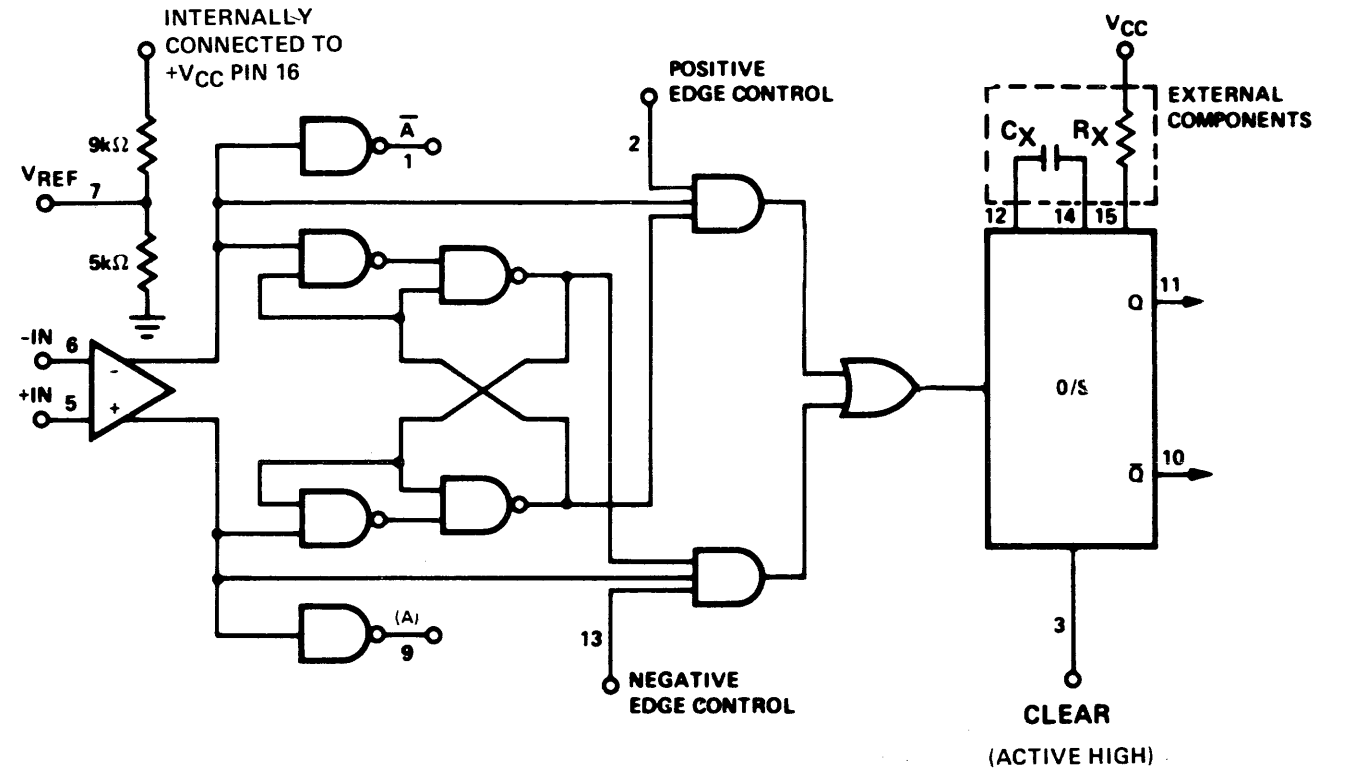 INTERNALLY
CONNECTED TO
+VCC PIN 16
9kΩ
VREF 7
5kΩ
-IN 6
+IN 5
-
+
A̅
1
(A)
9
POSITIVE
EDGE CONTROL
2
13
NEGATIVE
EDGE CONTROL
VCC
EXTERNAL
COMPONENTS
CX RX
12 14 15
Q 11
O/S
Q̅ 10
3
CLEAR
(ACTIVE HIGH)